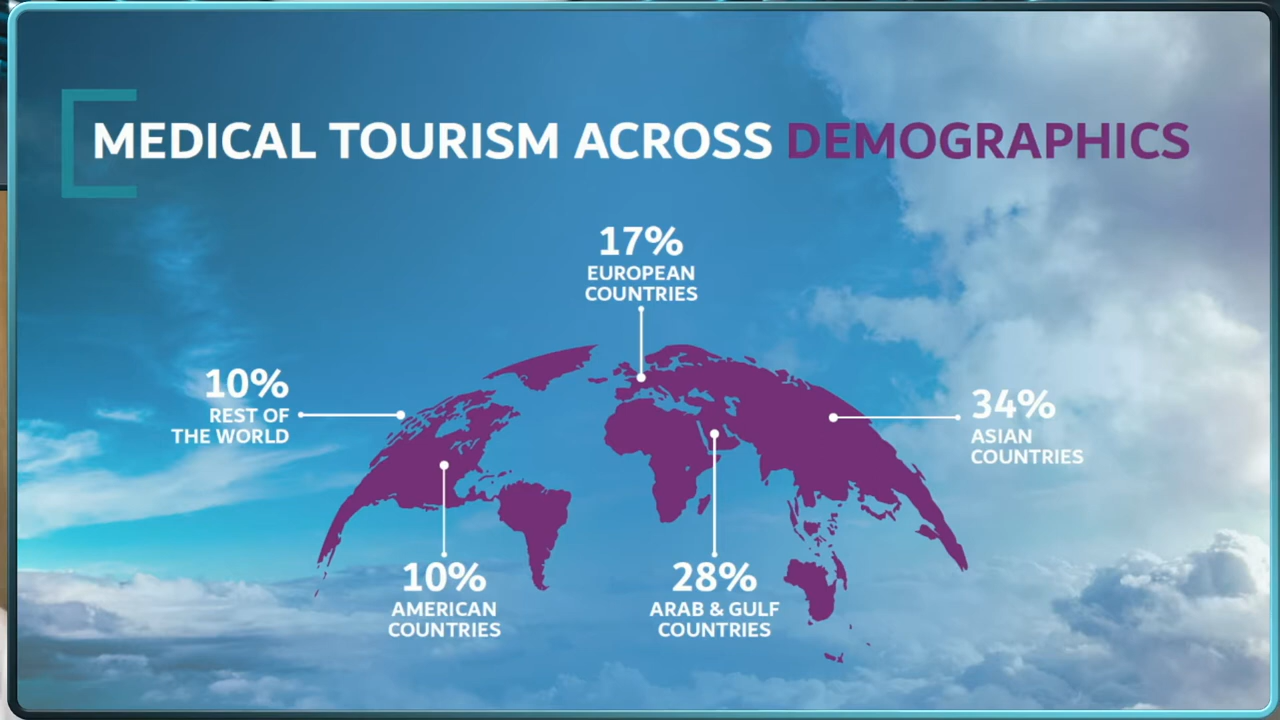 MEDICAL TOURISM ACROSS DEMOGRAPHICS
17%
EUROPEAN
COUNTRIES
10%
REST OF
THE WORLD
34%
ASIAN
COUNTRIES
10%
AMERICAN
COUNTRIES
28%
ARAB & GULF
COUNTRIES